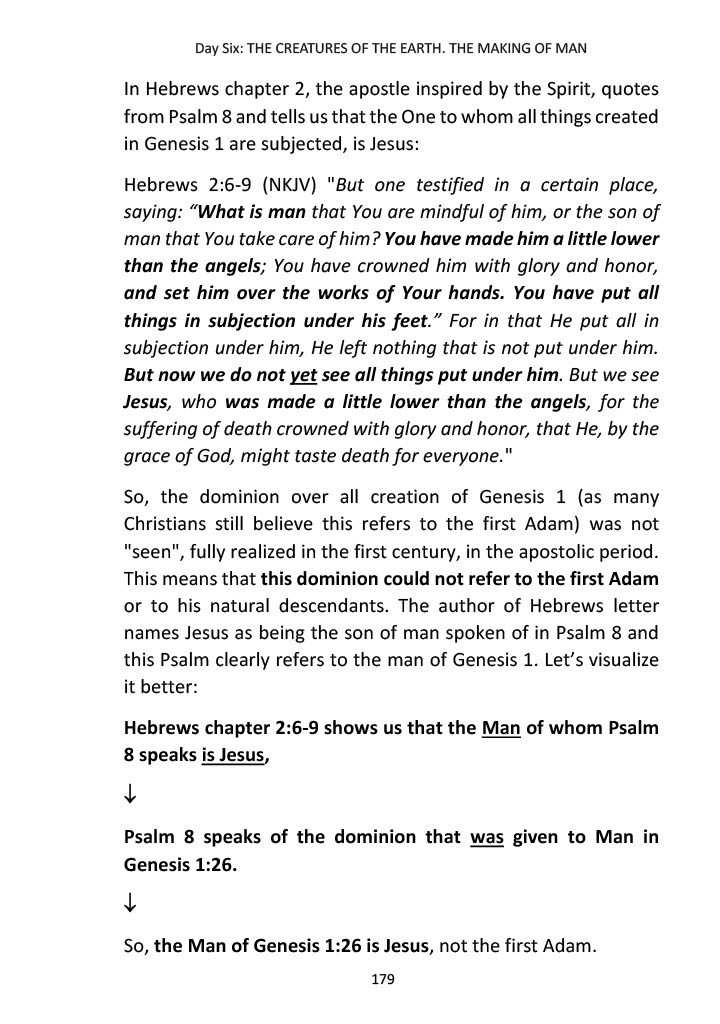 Day Six: THE CREATURES OF THE EARTH. THE MAKING OF MAN
In Hebrews chapter 2, the apostle inspired by the Spirit, quotes
from Psalm 8 and tells us that the One to whom all things created
in Genesis 1 are subjected, is Jesus:
Hebrews 2:6-9 (NKJV) "But one testified in a certain place,
saying: “What is man that You are mindful of him, or the son of
man that You take care of him? You have made him a little lower
than the angels; You have crowned him with glory and honor,
and set him over the works of Your hands. You have put all
things in subjection under his feet.” For in that He put all in
subjection under him, He left nothing that is not put under him.
But now we do not yet see all things put under him. But we see
Jesus, who was made a little lower than the angels, for the
suffering of death crowned with glory and honor, that He, by the
grace of God, might taste death for everyone."
So, the dominion over all creation of Genesis 1 (as many
Christians still believe this refers to the first Adam) was not
"seen", fully realized in the first century, in the apostolic period.
This means that this dominion could not refer to the first Adam
or to his natural descendants. The author of Hebrews letter
names Jesus as being the son of man spoken of in Psalm 8 and
this Psalm clearly refers to the man of Genesis 1. Let’s visualize
it better:
Hebrews chapter 2:6-9 shows us that the Man of whom Psalm
8 speaks is Jesus,
↓
Psalm 8 speaks of the dominion that was given to Man in
Genesis 1:26.
↓
So, the Man of Genesis 1:26 is Jesus, not the first Adam.
179